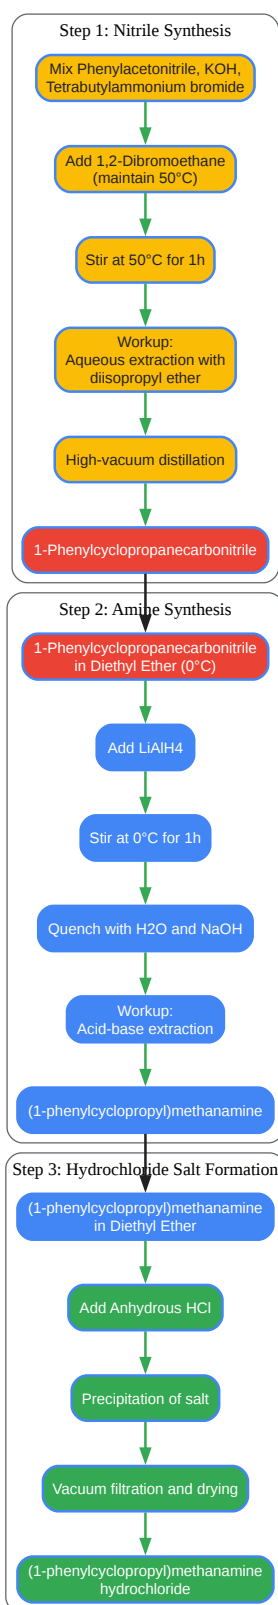 Step 1: Nitrile Synthesis
Mix Phenylacetonitrile, KOH,
Tetrabutylammonium bromide
Add 1,2-Dibromoethane
(maintain 50°C)
Stir at 50°C for 1h
Workup:
Aqueous extraction with
diisopropyl ether
High-vacuum distillation
1-Phenylcyclopropanecarbonitrile
Step 2: Amine Synthesis
1-Phenylcyclopropanecarbonitrile
in Diethyl Ether (0°C)
Add LiAlH4
Stir at 0°C for 1h
Quench with H2O and NaOH
Workup:
Acid-base extraction
(1-phenylcyclopropyl)methanamine
Step 3: Hydrochloride Salt Formation
(1-phenylcyclopropyl)methanamine
in Diethyl Ether
Add Anhydrous HCl
Precipitation of salt
Vacuum filtration and drying
(1-phenylcyclopropyl)methanamine
hydrochloride